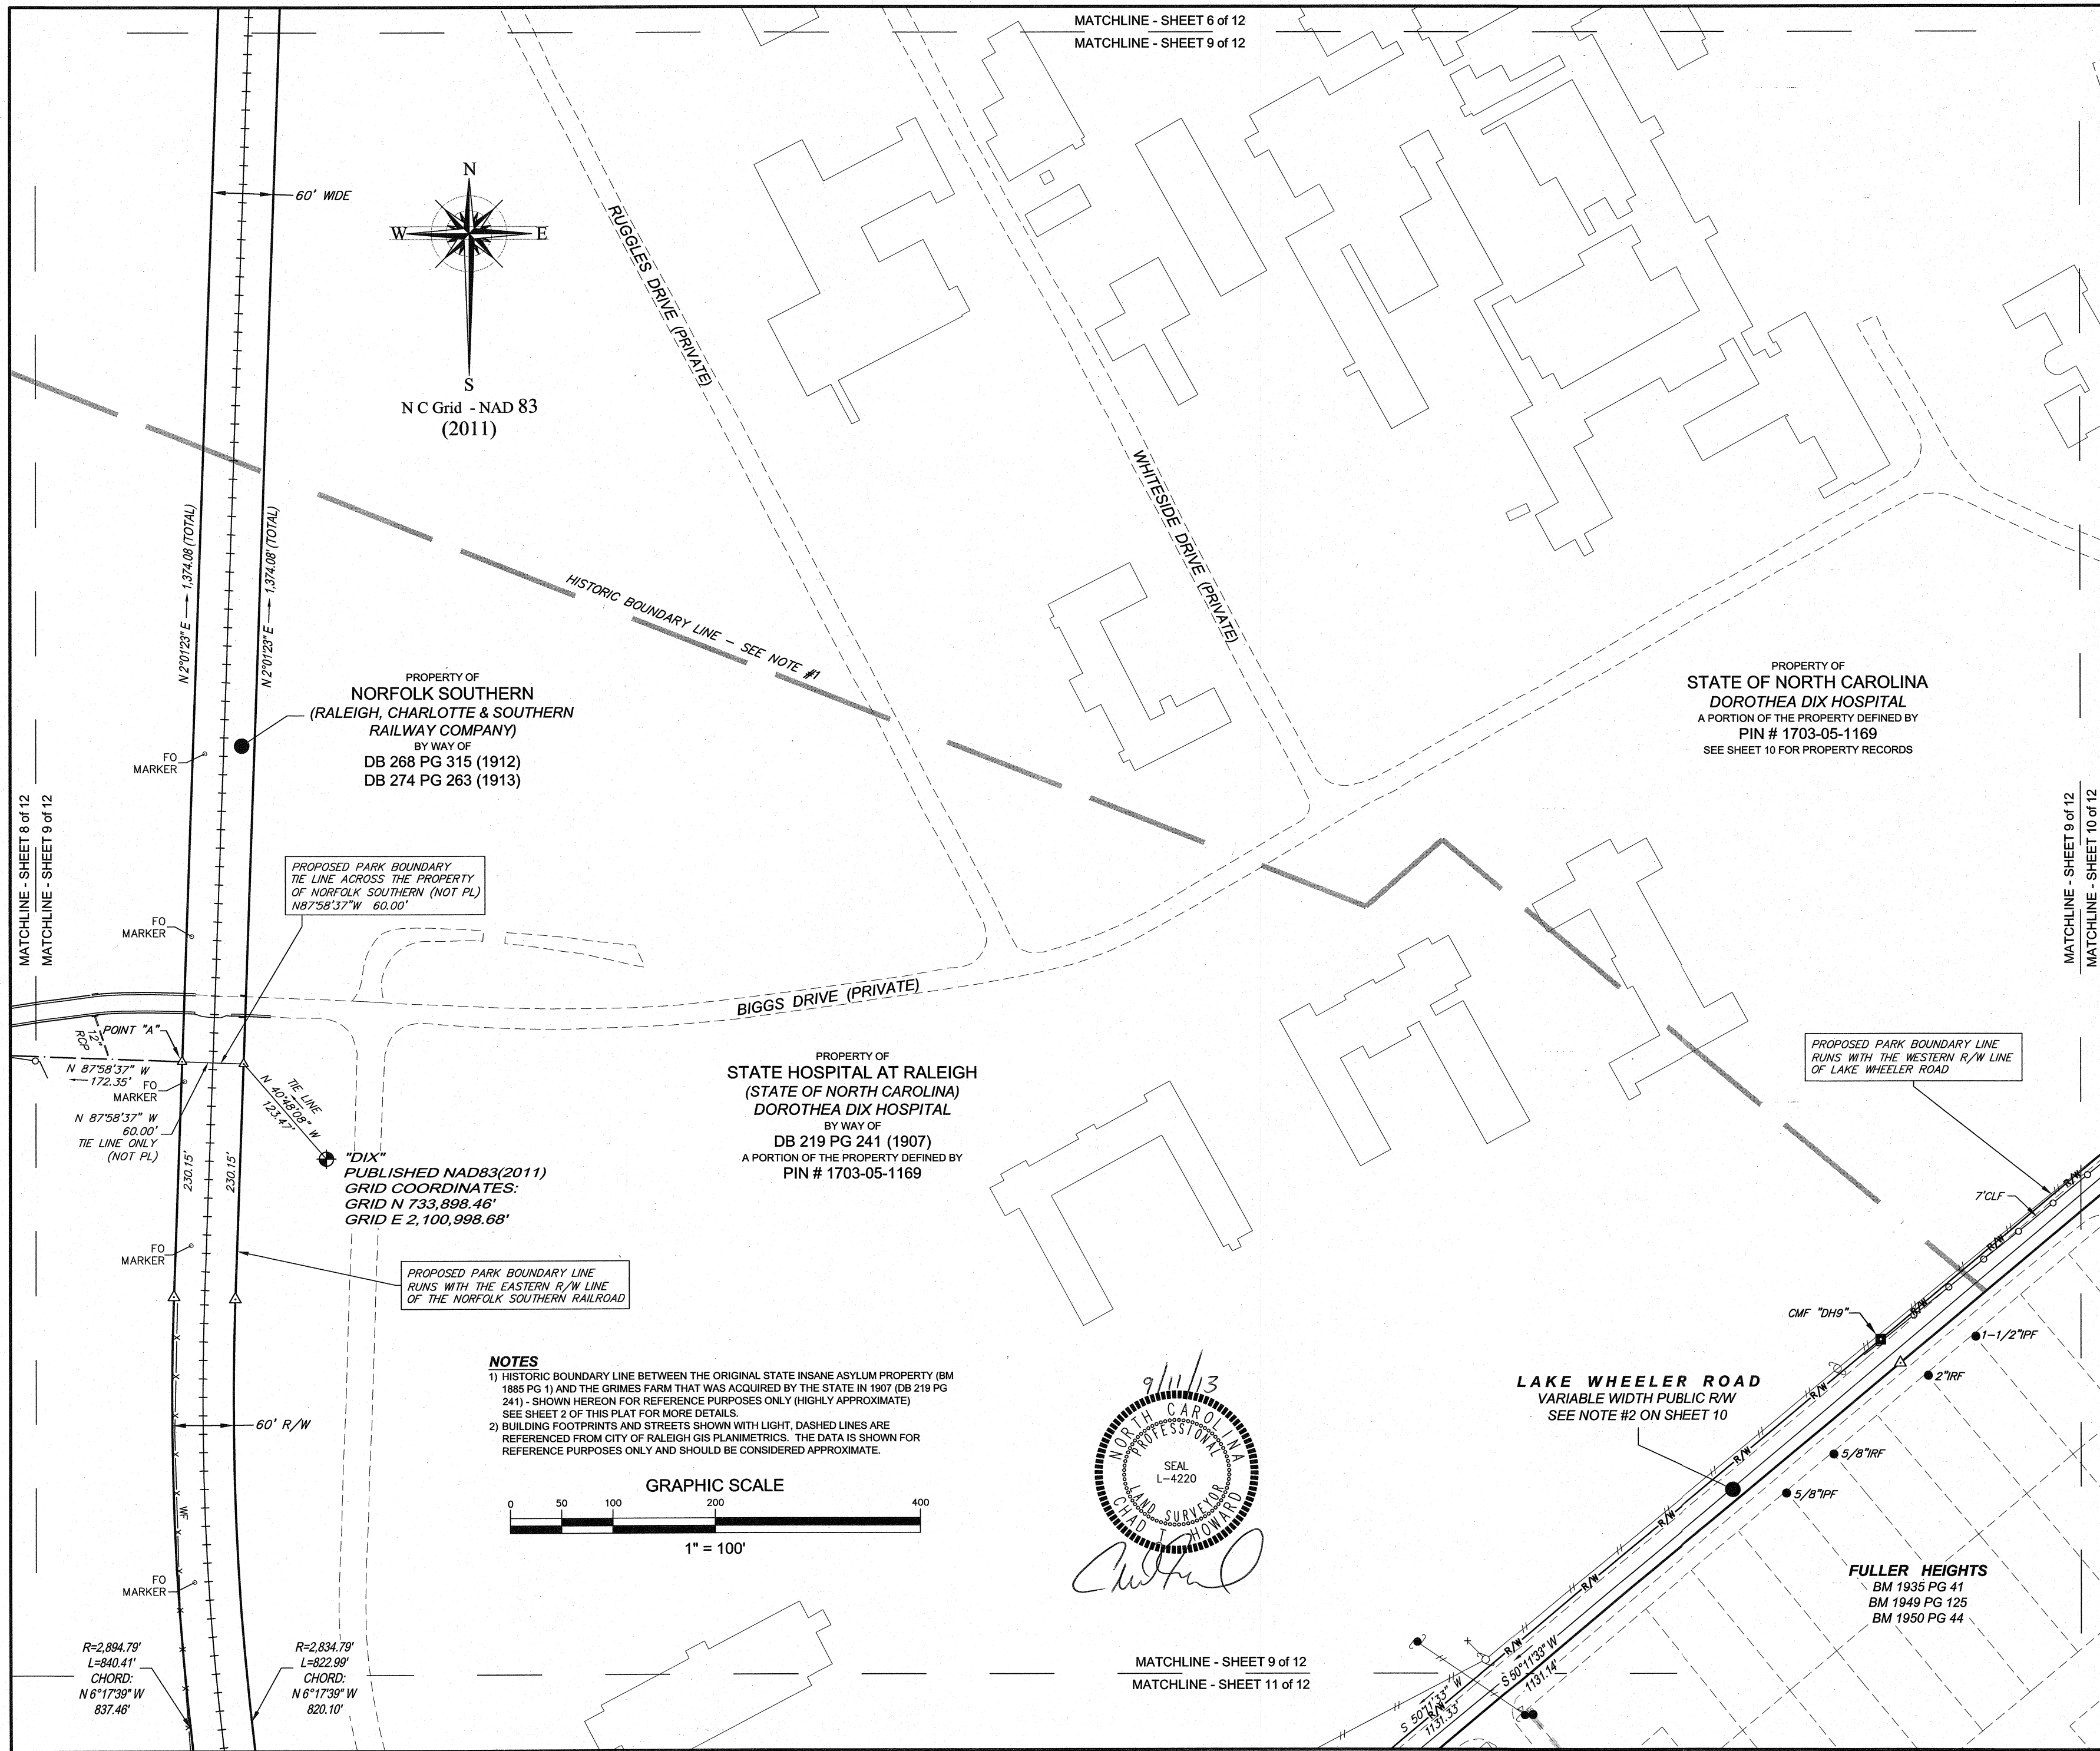 MATCHLINE - SHEET 6 of 12
MATCHLINE - SHEET 9 of 12
60' WIDE
N
W
E
S
N C Grid - NAD 83
(2011)
RUGGLES DRIVE (PRIVATE)
WHITESIDE DRIVE (PRIVATE)
HISTORIC BOUNDARY LINE - SEE NOTE #1
N 2°01'23" E 1,374.08 (TOTAL)
N 2°01'23" E 1,374.08' (TOTAL)
PROPERTY OF
NORFOLK SOUTHERN
(RALEIGH, CHARLOTTE & SOUTHERN
RAILWAY COMPANY)
BY WAY OF
DB 268 PG 315 (1912)
DB 274 PG 263 (1913)
PROPERTY OF
STATE OF NORTH CAROLINA
DOROTHEA DIX HOSPITAL
A PORTION OF THE PROPERTY DEFINED BY
PIN # 1703-05-1169
SEE SHEET 10 FOR PROPERTY RECORDS
FO
MARKER
MATCHLINE - SHEET 8 of 12
MATCHLINE - SHEET 9 of 12
MATCHLINE - SHEET 9 of 12
MATCHLINE - SHEET 10 of 12
PROPOSED PARK BOUNDARY
TIE LINE ACROSS THE PROPERTY
OF NORFOLK SOUTHERN (NOT PL)
N87°58'37"W 60.00'
FO
MARKER
BIGGS DRIVE (PRIVATE)
POINT "A"
12"
RCP
N 87°58'37" W
172.35'
FO
MARKER
N 87°58'37" W
60.00'
TIE LINE ONLY
(NOT PL)
TIE LINE
N 40°48'08" W
123.47'
230.15'
230.15'
"DIX"
PUBLISHED NAD83(2011)
GRID COORDINATES:
GRID N 733,898.46'
GRID E 2,100,998.68'
PROPERTY OF
STATE HOSPITAL AT RALEIGH
(STATE OF NORTH CAROLINA)
DOROTHEA DIX HOSPITAL
BY WAY OF
DB 219 PG 241 (1907)
A PORTION OF THE PROPERTY DEFINED BY
PIN # 1703-05-1169
PROPOSED PARK BOUNDARY LINE
RUNS WITH THE WESTERN R/W LINE
OF LAKE WHEELER ROAD
7'CLF
R/W
R/W
R/W
FO
MARKER
PROPOSED PARK BOUNDARY LINE
RUNS WITH THE EASTERN R/W LINE
OF THE NORFOLK SOUTHERN RAILROAD
CMF "DH9"
1-1/2"IPF
2"IRF
5/8"IRF
5/8"IPF
NOTES
1) HISTORIC BOUNDARY LINE BETWEEN THE ORIGINAL STATE INSANE ASYLUM PROPERTY (BM
1885 PG 1) AND THE GRIMES FARM THAT WAS ACQUIRED BY THE STATE IN 1907 (DB 219 PG
241) - SHOWN HEREON FOR REFERENCE PURPOSES ONLY (HIGHLY APPROXIMATE)
SEE SHEET 2 OF THIS PLAT FOR MORE DETAILS.
2) BUILDING FOOTPRINTS AND STREETS SHOWN WITH LIGHT, DASHED LINES ARE
REFERENCED FROM CITY OF RALEIGH GIS PLANIMETRICS. THE DATA IS SHOWN FOR
REFERENCE PURPOSES ONLY AND SHOULD BE CONSIDERED APPROXIMATE.
60' R/W
WF
GRAPHIC SCALE
0 50 100 200 400
1" = 100'
9/11/13
NORTH CAROLINA
PROFESSIONAL
SEAL
L-4220
LAND SURVEYOR
CHAD T. HOWARD
LAKE WHEELER ROAD
VARIABLE WIDTH PUBLIC R/W
SEE NOTE #2 ON SHEET 10
R/W
R/W
R/W
R/W
R/W
R/W
FULLER HEIGHTS
BM 1935 PG 41
BM 1949 PG 125
BM 1950 PG 44
FO
MARKER
R=2,894.79'
L=840.41'
CHORD:
N 6°17'39" W
837.46'
R=2,834.79'
L=822.99'
CHORD:
N 6°17'39" W
820.10'
MATCHLINE - SHEET 9 of 12
MATCHLINE - SHEET 11 of 12
S 50°11'33" W
1131.33'
S 50°11'33" W
1131.14'